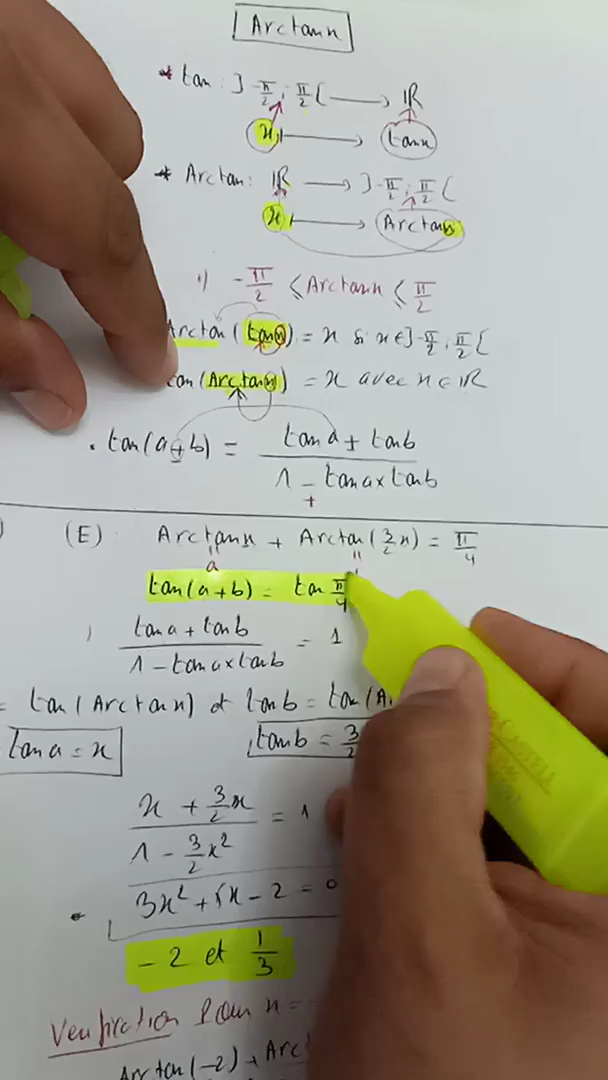 Arctanx
* tan : ]-π/2 ; π/2[ ⟶ IR
x ⟼ tanx
* Arctan : IR ⟶ ]-π/2 ; π/2[
x ⟼ Arctanx
1) -π/2 ≤ Arctanx ≤ π/2
Arctan(tanx) = x si x ∈ ]-π/2 ; π/2[
tan(Arctanx) = x avec x ∈ IR
. tan(a+b) = (tana + tanb)/(1 - tana x tanb)
+
(E) : Arctanx + Arctan(3/2 x) = π/4
a
tan(a+b) = tan π/4
(tana + tanb)/(1 - tana x tanb) = 1
= tan(Arctanx) et tanb = tan(A
tana = x tanb = 3/2
(x + 3/2 x)/(1 - 3/2 x²) = 1
3x² + 5x - 2 = 0
-2 et 1/3
Verification Pour x =
Arctan(-2) + Arc